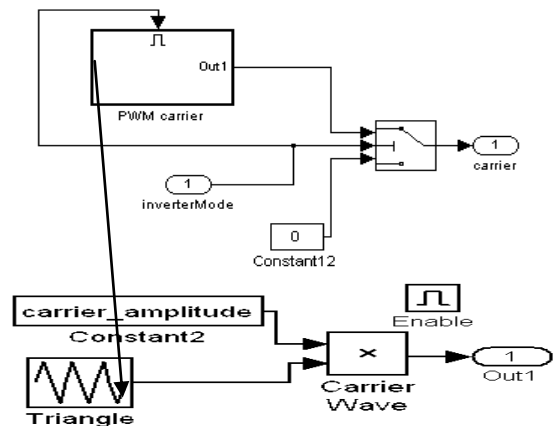 Out1
PWM carrier
1
carrier
1
inverterMode
0
Constant12
carrier_amplitude
Constant2
Enable
×
1
Out1
Carrier
Wave
Triangle